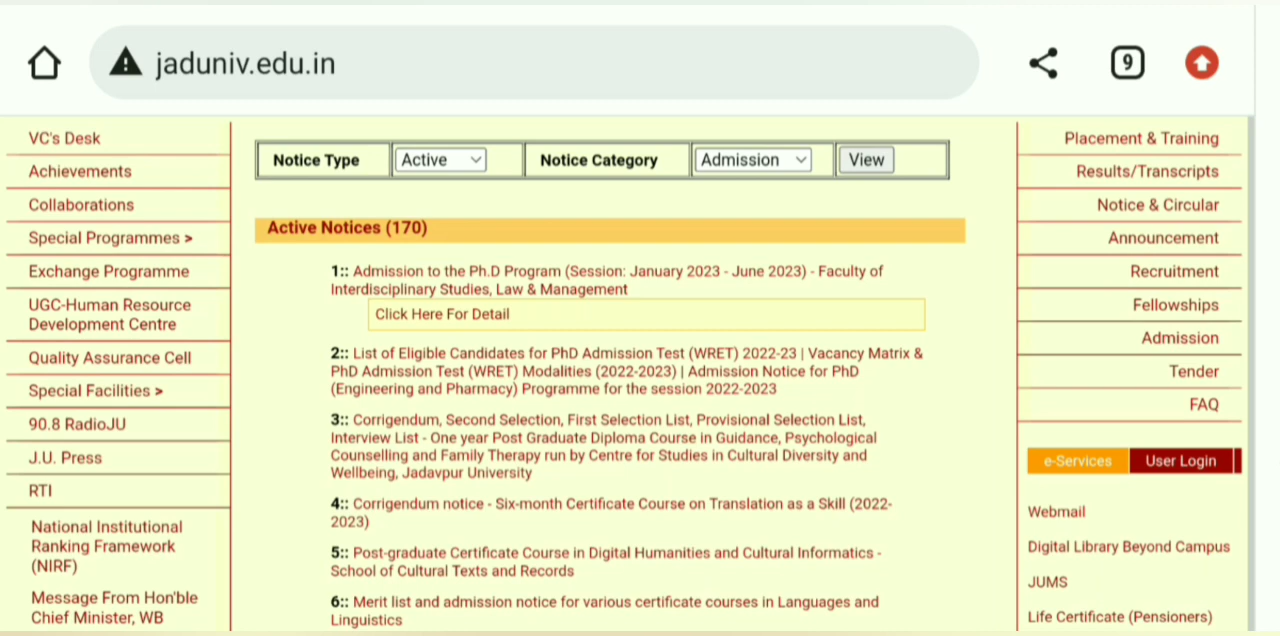 jaduniv.edu.in
9
VC's Desk
Achievements
Collaborations
Special Programmes >
Exchange Programme
UGC-Human Resource
Development Centre
Quality Assurance Cell
Special Facilities >
90.8 RadioJU
J.U. Press
RTI
National Institutional
Ranking Framework
(NIRF)
Message From Hon'ble
Chief Minister, WB
Notice Type Active Notice Category Admission View
Active Notices (170)
1:: Admission to the Ph.D Program (Session: January 2023 - June 2023) - Faculty of
Interdisciplinary Studies, Law & Management
Click Here For Detail
2:: List of Eligible Candidates for PhD Admission Test (WRET) 2022-23 | Vacancy Matrix &
PhD Admission Test (WRET) Modalities (2022-2023) | Admission Notice for PhD
(Engineering and Pharmacy) Programme for the session 2022-2023
3:: Corrigendum, Second Selection, First Selection List, Provisional Selection List,
Interview List - One year Post Graduate Diploma Course in Guidance, Psychological
Counselling and Family Therapy run by Centre for Studies in Cultural Diversity and
Wellbeing, Jadavpur University
4:: Corrigendum notice - Six-month Certificate Course on Translation as a Skill (2022-
2023)
5:: Post-graduate Certificate Course in Digital Humanities and Cultural Informatics -
School of Cultural Texts and Records
6:: Merit list and admission notice for various certificate courses in Languages and
Linguistics
Placement & Training
Results/Transcripts
Notice & Circular
Announcement
Recruitment
Fellowships
Admission
Tender
FAQ
e-Services User Login
Webmail
Digital Library Beyond Campus
JUMS
Life Certificate (Pensioners)